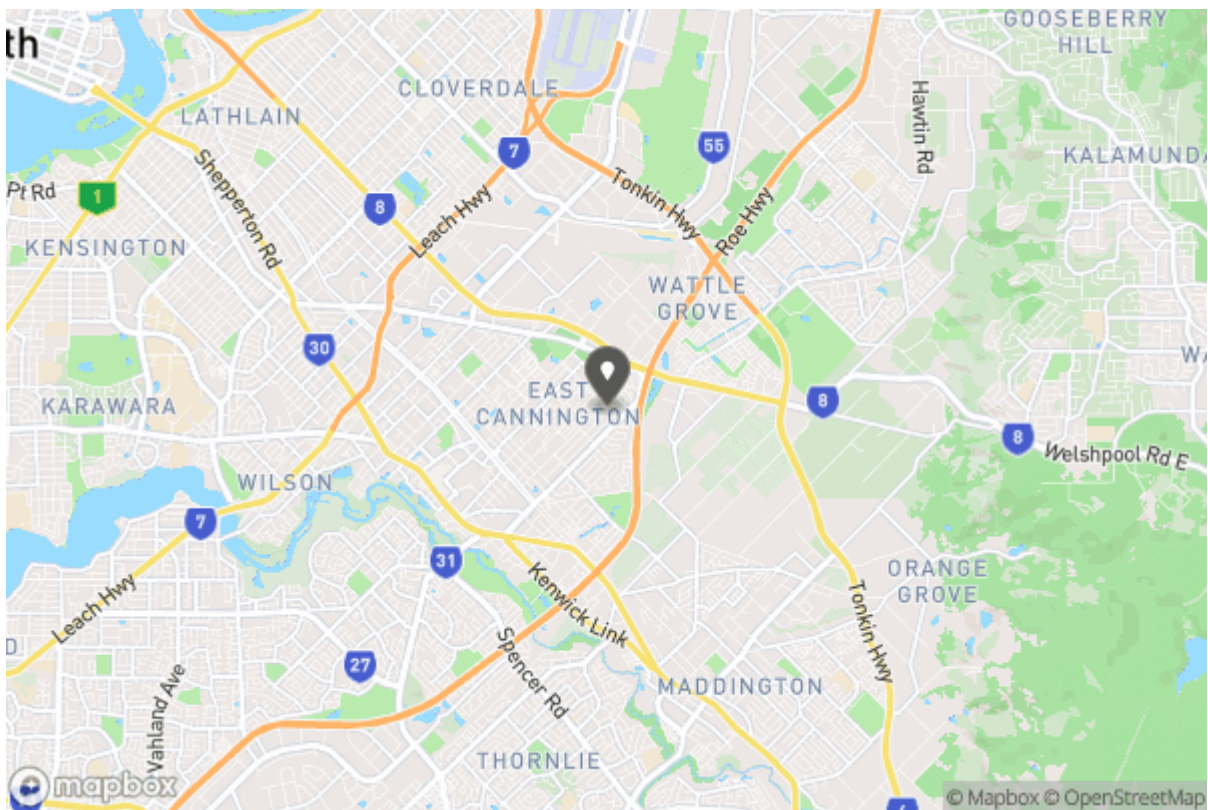 GOOSEBERRY
HILL
th
CLOVERDALE
LATHLAIN
Hawtin Rd
7
55
KALAMUNDA
Pt Rd
1
Shepperton Rd
8
Leach Hwy
Tonkin Hwy
Roe Hwy
KENSINGTON
WATTLE
GROVE
30
WA
EAST
CANNINGTON
KARAWARA
8
8
Welshpool Rd E
WILSON
7
31
ORANGE
GROVE
Kenwick Link
Leach Hwy
Tonkin Hwy
D
27
Spencer Rd
MADDINGTON
Vahland Ave
THORNLIE
mapbox
© Mapbox © OpenStreetMap